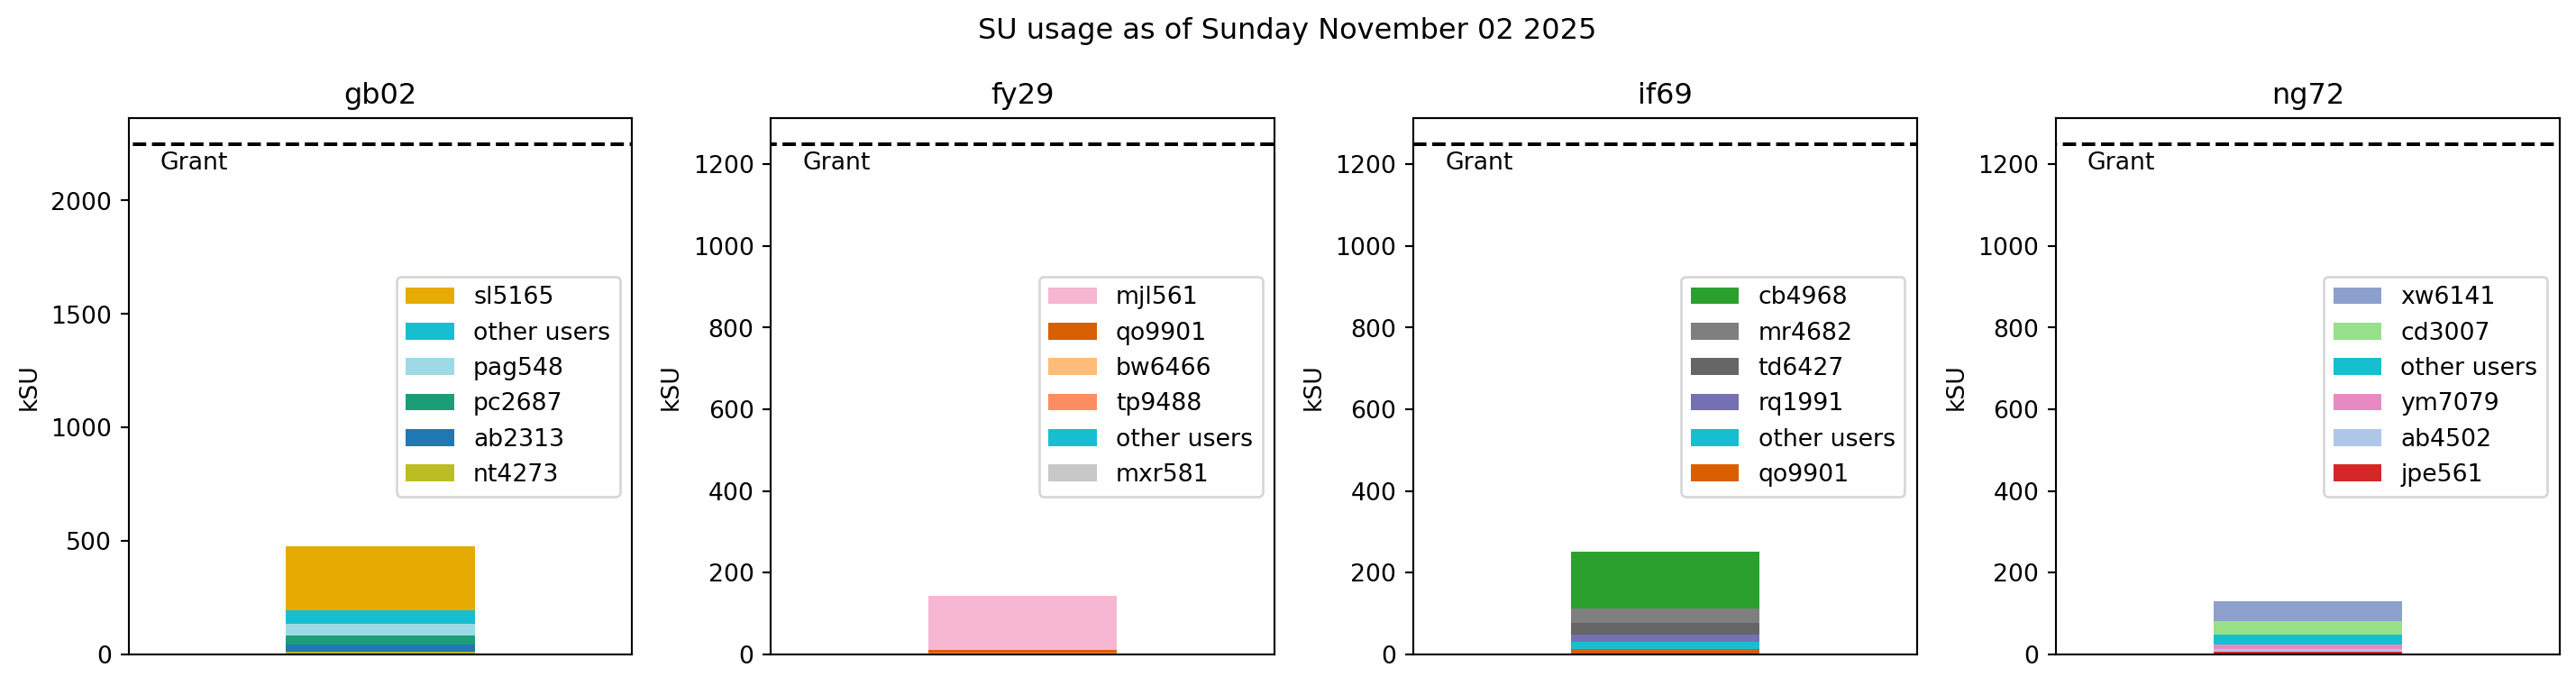 SU usage as of Sunday November 02 2025
gb02
kSU
2000
1500
1000
500
0
Grant
sl5165
other users
pag548
pc2687
ab2313
nt4273
fy29
kSU
1200
1000
800
600
400
200
0
Grant
mjl561
qo9901
bw6466
tp9488
other users
mxr581
if69
kSU
1200
1000
800
600
400
200
0
Grant
cb4968
mr4682
td6427
rq1991
other users
qo9901
ng72
kSU
1200
1000
800
600
400
200
0
Grant
xw6141
cd3007
other users
ym7079
ab4502
jpe561